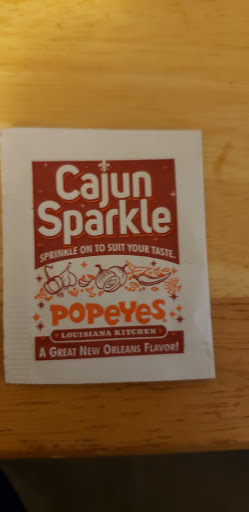 Cajun
Sparkle
SPRINKLE ON TO SUIT YOUR TASTE.
POPEYES
LOUISIANA KITCHEN
A GREAT NEW ORLEANS FLAVOR!